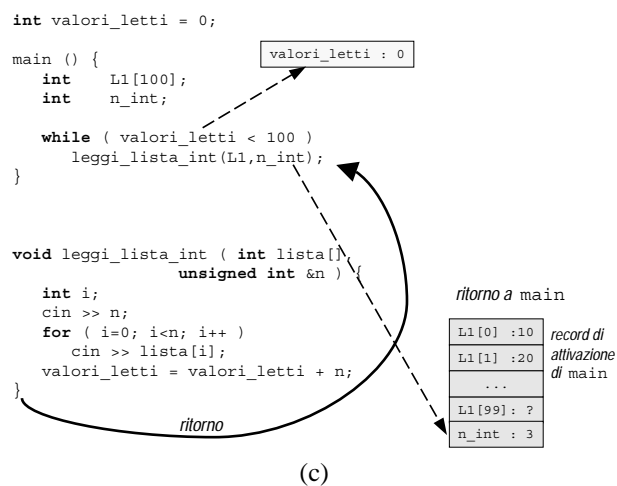 int valori_letti = 0;
main () {
valori_letti : 0
int L1[100];
int n_int;
while ( valori_letti < 100 )
leggi_lista_int(L1,n_int);
}
void leggi_lista_int ( int lista[],
unsigned int &n ) {
int i;
cin >> n;
for ( i=0; i<n; i++ )
cin >> lista[i];
valori_letti = valori_letti + n;
}
ritorno
ritorno a main
L1[0] :10
L1[1] :20
...
L1[99]: ?
n_int : 3
record di
attivazione
di main
(c)